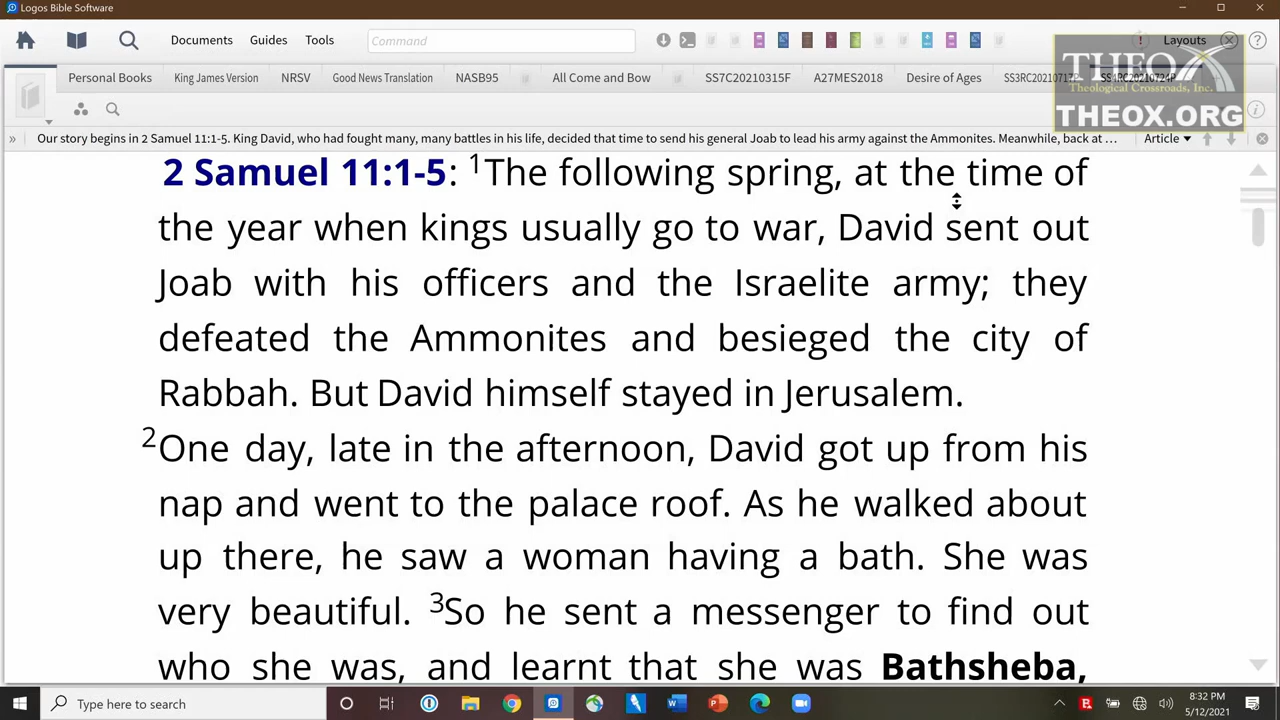 Logos Bible Software
Documents Guides Tools Command Layouts
Personal Books King James Version NRSV Good News Translation NASB95 All Come and Bow SS7C20210315F A27MES2018 Desire of Ages
THEOX
Theological Crossroads, Inc.
THEOX.ORG
» Our story begins in 2 Samuel 11:1-5. King David, who had fought many, many battles in his life, decided that time to send his general Joab to lead his army against the Ammonites. Meanwhile, back at ... Article
2 Samuel 11:1-5: 1The following spring, at the time of
the year when kings usually go to war, David sent out
Joab with his officers and the Israelite army; they
defeated the Ammonites and besieged the city of
Rabbah. But David himself stayed in Jerusalem.
2One day, late in the afternoon, David got up from his
nap and went to the palace roof. As he walked about
up there, he saw a woman having a bath. She was
very beautiful. 3So he sent a messenger to find out
who she was, and learnt that she was Bathsheba,
Type here to search
8:32 PM
5/12/2021